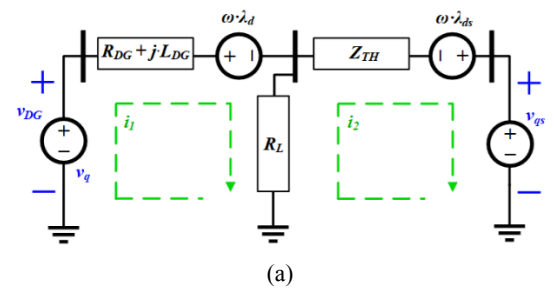 ω·λd ω·λds
RDG + j·LDG + − ZTH − +
+ vDG + − vq −
i1
RL
i2
+ vqs + − −
(a)